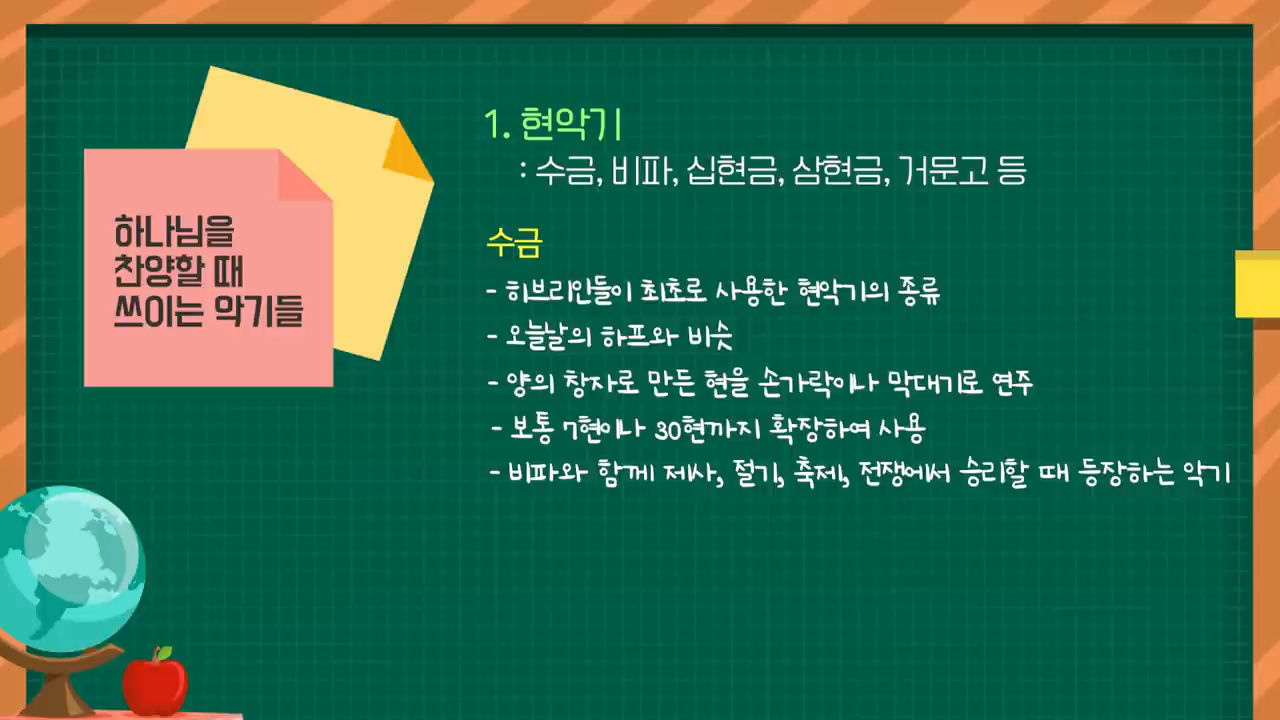 하나님을
찬양할 때
쓰이는 악기들
1. 현악기
: 수금, 비파, 십현금, 삼현금, 거문고 등
수금
- 히브리인들이 최초로 사용한 현악기의 종류
- 오늘날의 하프와 비슷
- 양의 창자로 만든 현을 손가락이나 막대기로 연주
- 보통 7현이나 30현까지 확장하여 사용
- 비파와 함께 제사, 절기, 축제, 전쟁에서 승리할 때 등장하는 악기